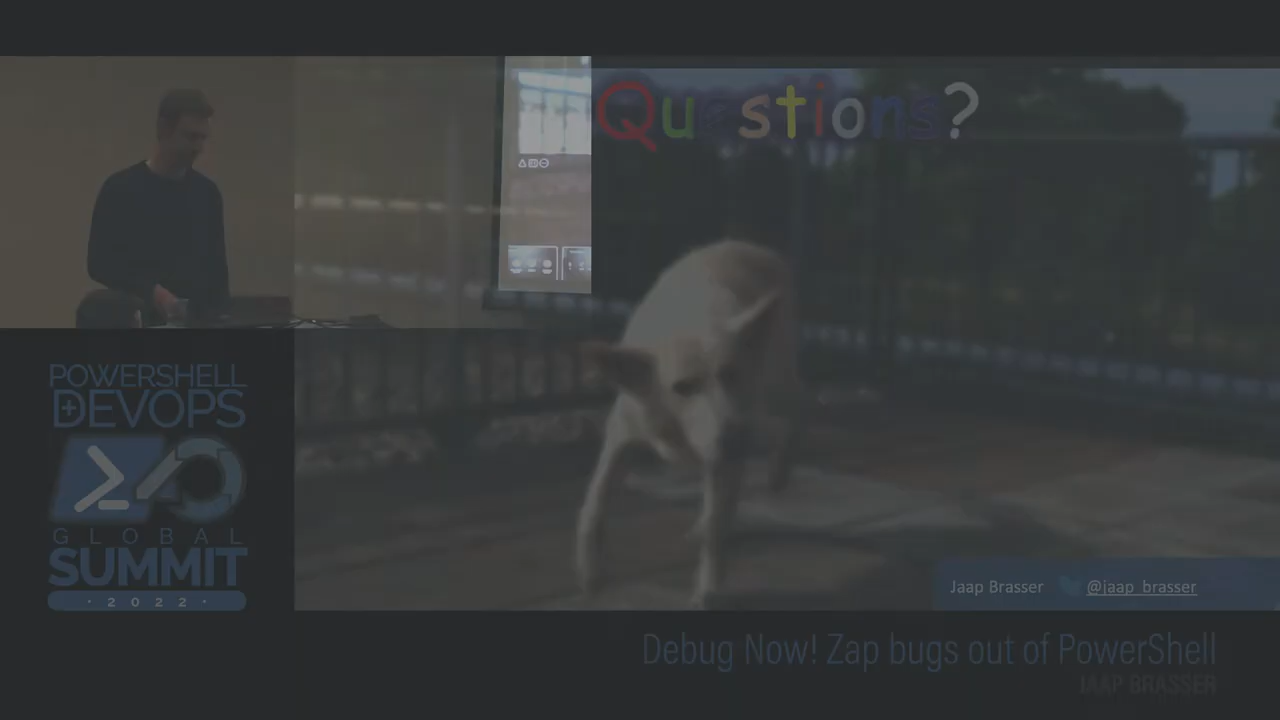 Questions?
POWERSHELL
+DEVOPS
GLOBAL
SUMMIT
· 2022 ·
Jaap Brasser @jaap_brasser
Debug Now! Zap bugs out of PowerShell
JAAP BRASSER